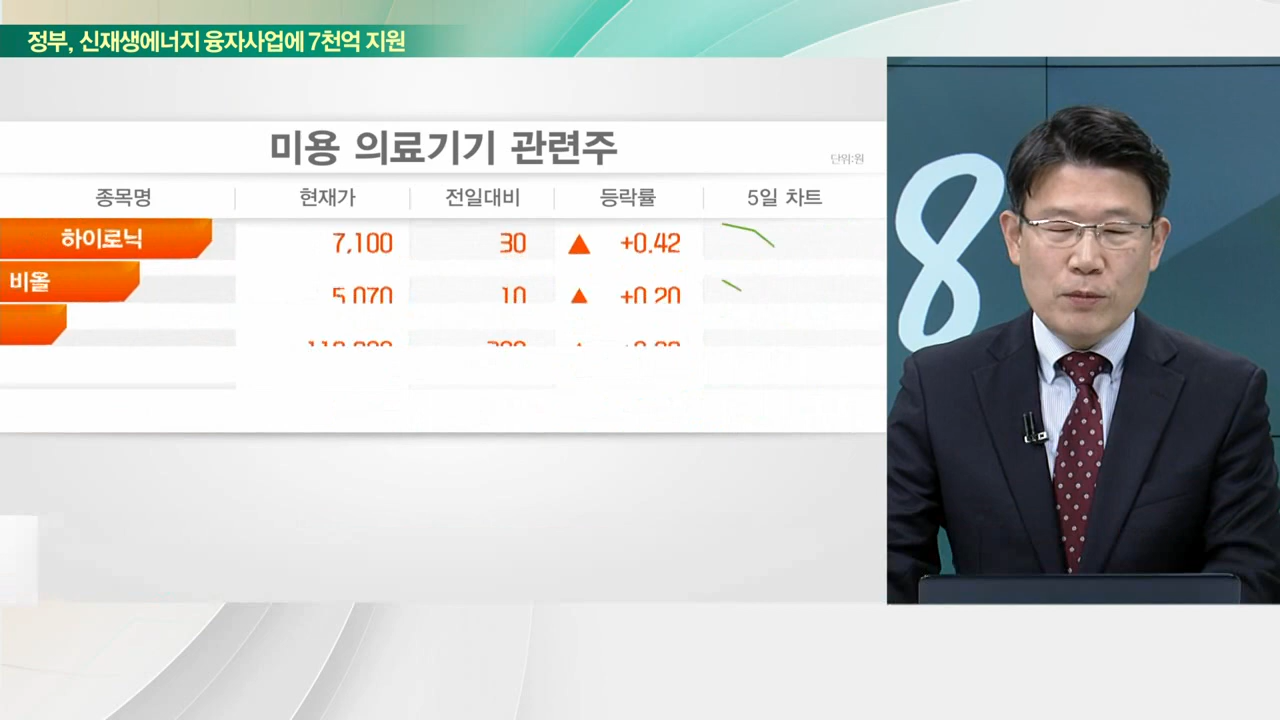 정부, 신재생에너지 융자사업에 7천억 지원
미용 의료기기 관련주
단위:원
종목명 현재가 전일대비 등락률 5일 차트
하이로닉 7,100 30 ▲ +0.42
비올 5,070 10 ▲ +0.20
8